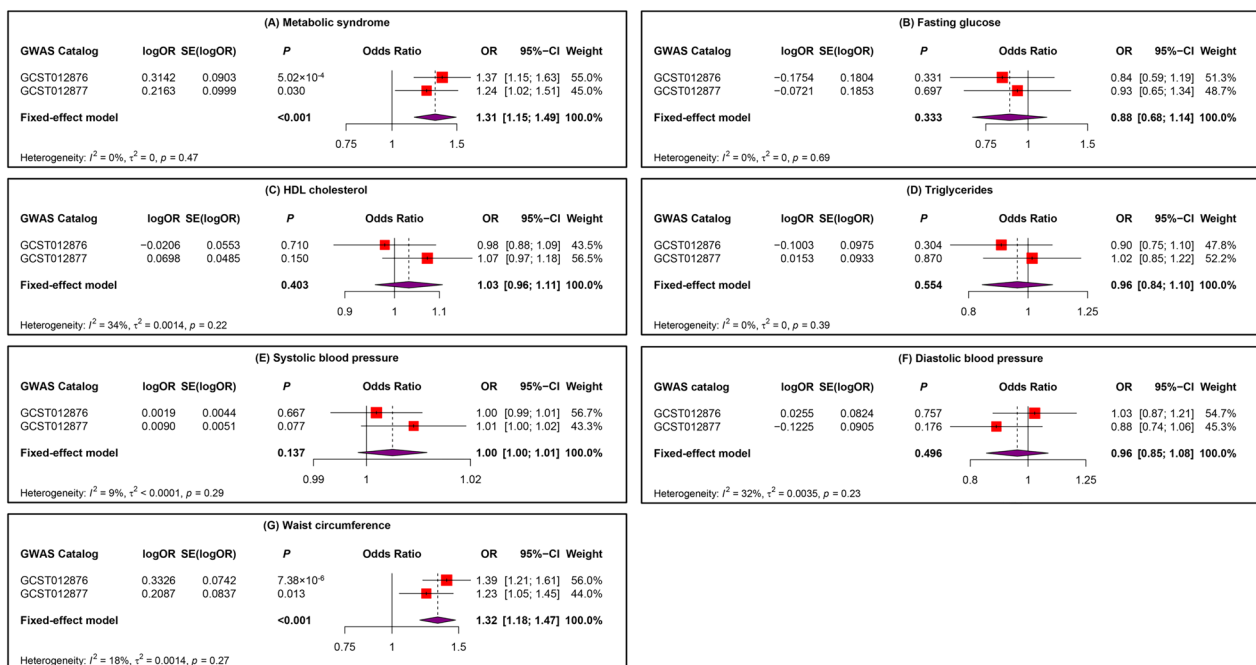 (A) Metabolic syndrome
GWAS Catalog logOR SE(logOR) P Odds Ratio OR 95%−CI Weight
GCST012876 0.3142 0.0903 5.02×10⁻⁴ 1.37 [1.15; 1.63] 55.0%
GCST012877 0.2163 0.0999 0.030 1.24 [1.02; 1.51] 45.0%
Fixed−effect model <0.001 1.31 [1.15; 1.49] 100.0%
0.75 1 1.5
Heterogeneity: I² = 0%, τ² = 0, p = 0.47
(B) Fasting glucose
GWAS Catalog logOR SE(logOR) P Odds Ratio OR 95%−CI Weight
GCST012876 −0.1754 0.1804 0.331 0.84 [0.59; 1.19] 51.3%
GCST012877 −0.0721 0.1853 0.697 0.93 [0.65; 1.34] 48.7%
Fixed−effect model 0.333 0.88 [0.68; 1.14] 100.0%
0.75 1 1.5
Heterogeneity: I² = 0%, τ² = 0, p = 0.69
(C) HDL cholesterol
GWAS Catalog logOR SE(logOR) P Odds Ratio OR 95%−CI Weight
GCST012876 −0.0206 0.0553 0.710 0.98 [0.88; 1.09] 43.5%
GCST012877 0.0698 0.0485 0.150 1.07 [0.97; 1.18] 56.5%
Fixed−effect model 0.403 1.03 [0.96; 1.11] 100.0%
0.9 1 1.1
Heterogeneity: I² = 34%, τ² = 0.0014, p = 0.22
(D) Triglycerides
GWAS Catalog logOR SE(logOR) P Odds Ratio OR 95%−CI Weight
GCST012876 −0.1003 0.0975 0.304 0.90 [0.75; 1.10] 47.8%
GCST012877 0.0153 0.0933 0.870 1.02 [0.85; 1.22] 52.2%
Fixed−effect model 0.554 0.96 [0.84; 1.10] 100.0%
0.8 1 1.25
Heterogeneity: I² = 0%, τ² = 0, p = 0.39
(E) Systolic blood pressure
GWAS Catalog logOR SE(logOR) P Odds Ratio OR 95%−CI Weight
GCST012876 0.0019 0.0044 0.667 1.00 [0.99; 1.01] 56.7%
GCST012877 0.0090 0.0051 0.077 1.01 [1.00; 1.02] 43.3%
Fixed−effect model 0.137 1.00 [1.00; 1.01] 100.0%
0.99 1 1.02
Heterogeneity: I² = 9%, τ² < 0.0001, p = 0.29
(F) Diastolic blood pressure
GWAS catalog logOR SE(logOR) P Odds Ratio OR 95%−CI Weight
GCST012876 0.0255 0.0824 0.757 1.03 [0.87; 1.21] 54.7%
GCST012877 −0.1225 0.0905 0.176 0.88 [0.74; 1.06] 45.3%
Fixed−effect model 0.496 0.96 [0.85; 1.08] 100.0%
0.8 1 1.25
Heterogeneity: I² = 32%, τ² = 0.0035, p = 0.23
(G) Waist circumference
GWAS Catalog logOR SE(logOR) P Odds Ratio OR 95%−CI Weight
GCST012876 0.3326 0.0742 7.38×10⁻⁶ 1.39 [1.21; 1.61] 56.0%
GCST012877 0.2087 0.0837 0.013 1.23 [1.05; 1.45] 44.0%
Fixed−effect model <0.001 1.32 [1.18; 1.47] 100.0%
0.75 1 1.5
Heterogeneity: I² = 18%, τ² = 0.0014, p = 0.27